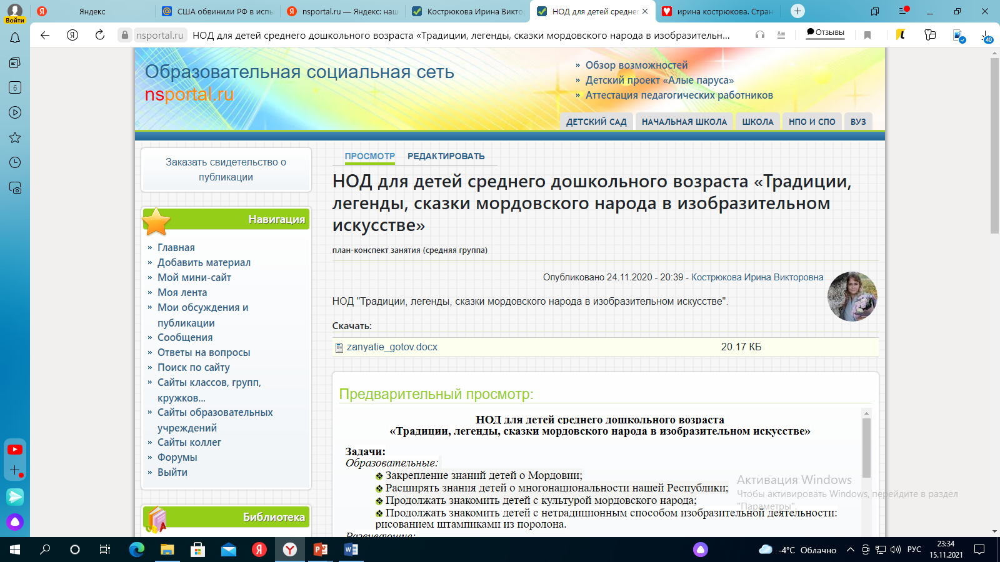 Яндекс
США обвинили РФ в испы
nsportal.ru — Яндекс: наш
Кострюкова Ирина Виктор
НОД для детей среднег
ирина кострюкова. Стран
Войти
nsportal.ru
НОД для детей среднего дошкольного возраста «Традиции, легенды, сказки мордовского народа в изобразительн...
Отзывы
40
6
Образовательная социальная сеть
nsportal.ru
» Обзор возможностей
» Детский проект «Алые паруса»
» Аттестация педагогических работников
ДЕТСКИЙ САД
НАЧАЛЬНАЯ ШКОЛА
ШКОЛА
НПО И СПО
ВУЗ
Заказать свидетельство о
публикации
Навигация
» Главная
» Добавить материал
» Мой мини-сайт
» Моя лента
» Мои обсуждения и
публикации
» Сообщения
» Ответы на вопросы
» Поиск по сайту
» Сайты классов, групп,
кружков...
» Сайты образовательных
учреждений
» Сайты коллег
» Форумы
» Выйти
Библиотека
ПРОСМОТР
РЕДАКТИРОВАТЬ
НОД для детей среднего дошкольного возраста «Традиции,
легенды, сказки мордовского народа в изобразительном
искусстве»
план-конспект занятия (средняя группа)
Опубликовано 24.11.2020 - 20:39 - Кострюкова Ирина Викторовна
НОД "Традиции, легенды, сказки мордовского народа в изобразительном искусстве".
Скачать:
zanyatie_gotov.docx 20.17 КБ
Предварительный просмотр:
НОД для детей среднего дошкольного возраста
«Традиции, легенды, сказки мордовского народа в изобразительном искусстве»
Задачи:
Образовательные:
Закрепление знаний детей о Мордовии;
Расширять знания детей о многонациональности нашей Республики;
Продолжать знакомить детей с культурой мордовского народа;
Продолжать знакомить детей с нетрадиционным способом изобразительной деятельности:
рисованием штампиками из поролона.
Развивающие:
Активация Windows
Чтобы активировать Windows, перейдите в раздел
"Параметры".
-4°C Облачно
РУС
23:34
15.11.2021